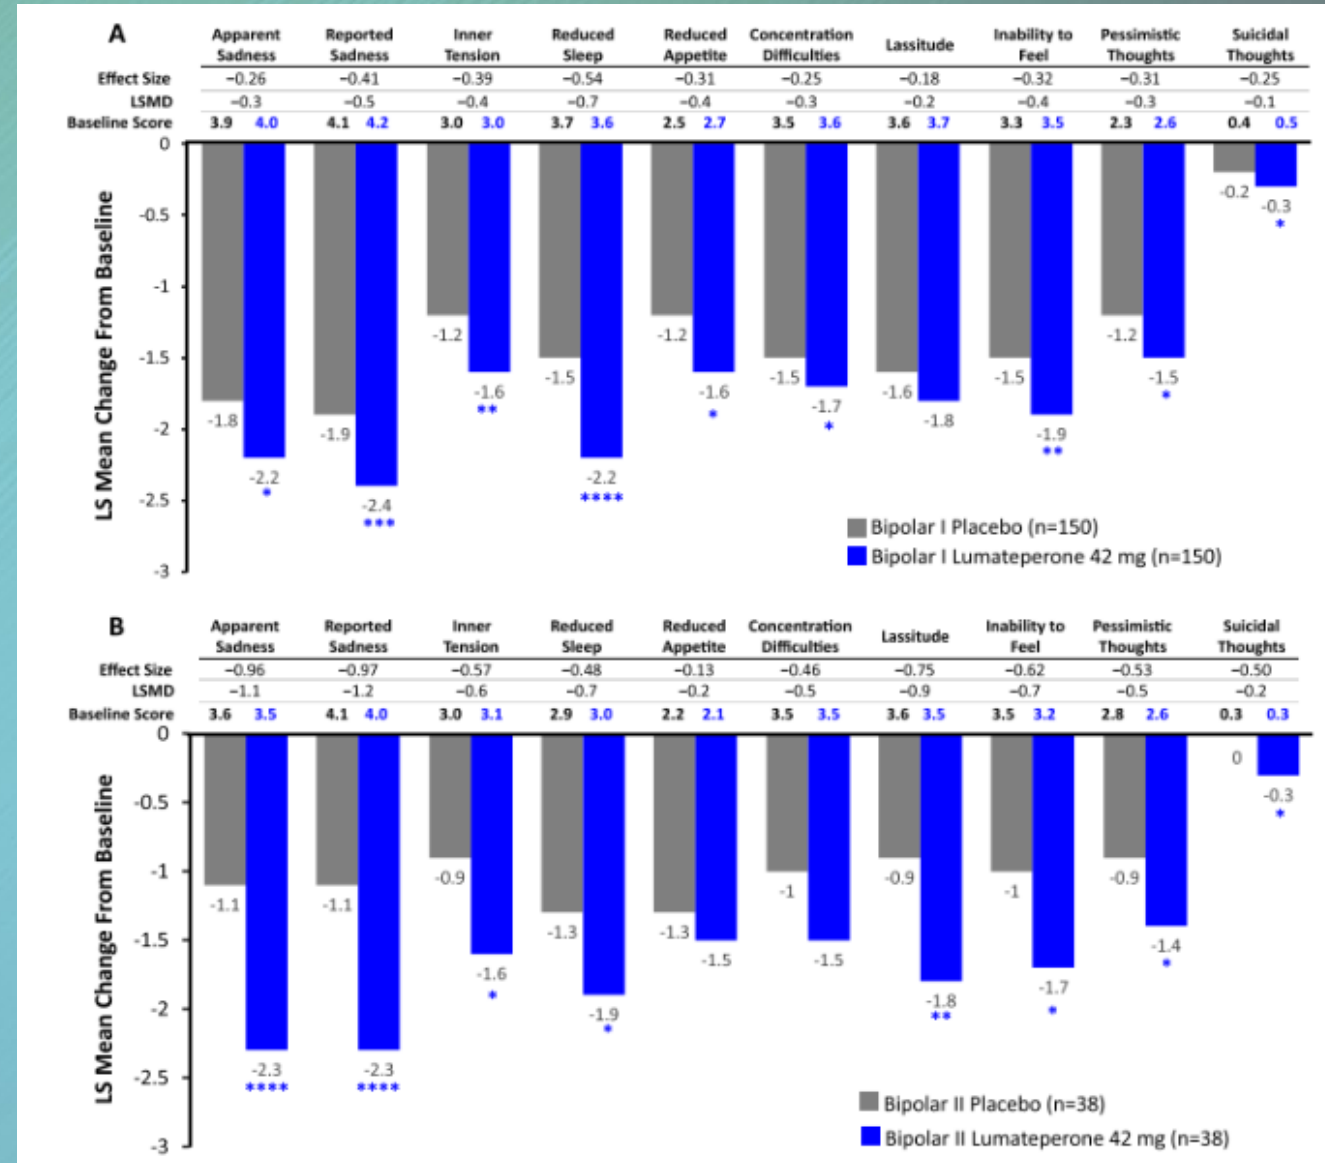 A
Apparent Sadness
Reported Sadness
Inner Tension
Reduced Sleep
Reduced Appetite
Concentration Difficulties
Lassitude
Inability to Feel
Pessimistic Thoughts
Suicidal Thoughts
Effect Size −0.26 −0.41 −0.39 −0.54 −0.31 −0.25 −0.18 −0.32 −0.31 −0.25
LSMD −0.3 −0.5 −0.4 −0.7 −0.4 −0.3 −0.2 −0.4 −0.3 −0.1
Baseline Score 3.9 4.0 4.1 4.2 3.0 3.0 3.7 3.6 2.5 2.7 3.5 3.6 3.6 3.7 3.3 3.5 2.3 2.6 0.4 0.5
LS Mean Change From Baseline
0
-0.5
-1
-1.5
-2
-2.5
-3
-1.8 -2.2 *
-1.9 -2.4 ***
-1.2 -1.6 **
-1.5 -2.2 ****
-1.2 -1.6 *
-1.5 -1.7 *
-1.6 -1.8
-1.5 -1.9 **
-1.2 -1.5 *
-0.2 -0.3 *
Bipolar I Placebo (n=150)
Bipolar I Lumateperone 42 mg (n=150)
B
Apparent Sadness
Reported Sadness
Inner Tension
Reduced Sleep
Reduced Appetite
Concentration Difficulties
Lassitude
Inability to Feel
Pessimistic Thoughts
Suicidal Thoughts
Effect Size −0.96 −0.97 −0.57 −0.48 −0.13 −0.46 −0.75 −0.62 −0.53 −0.50
LSMD −1.1 −1.2 −0.6 −0.7 −0.2 −0.5 −0.9 −0.7 −0.5 −0.2
Baseline Score 3.6 3.5 4.1 4.0 3.0 3.1 2.9 3.0 2.2 2.1 3.5 3.5 3.6 3.5 3.5 3.2 2.8 2.6 0.3 0.3
LS Mean Change From Baseline
0
-0.5
-1
-1.5
-2
-2.5
-3
-1.1 -2.3 ****
-1.1 -2.3 ****
-0.9 -1.6 *
-1.3 -1.9 *
-1.3 -1.5
-1 -1.5
-0.9 -1.8 **
-1 -1.7 *
-0.9 -1.4 *
0 -0.3 *
Bipolar II Placebo (n=38)
Bipolar II Lumateperone 42 mg (n=38)